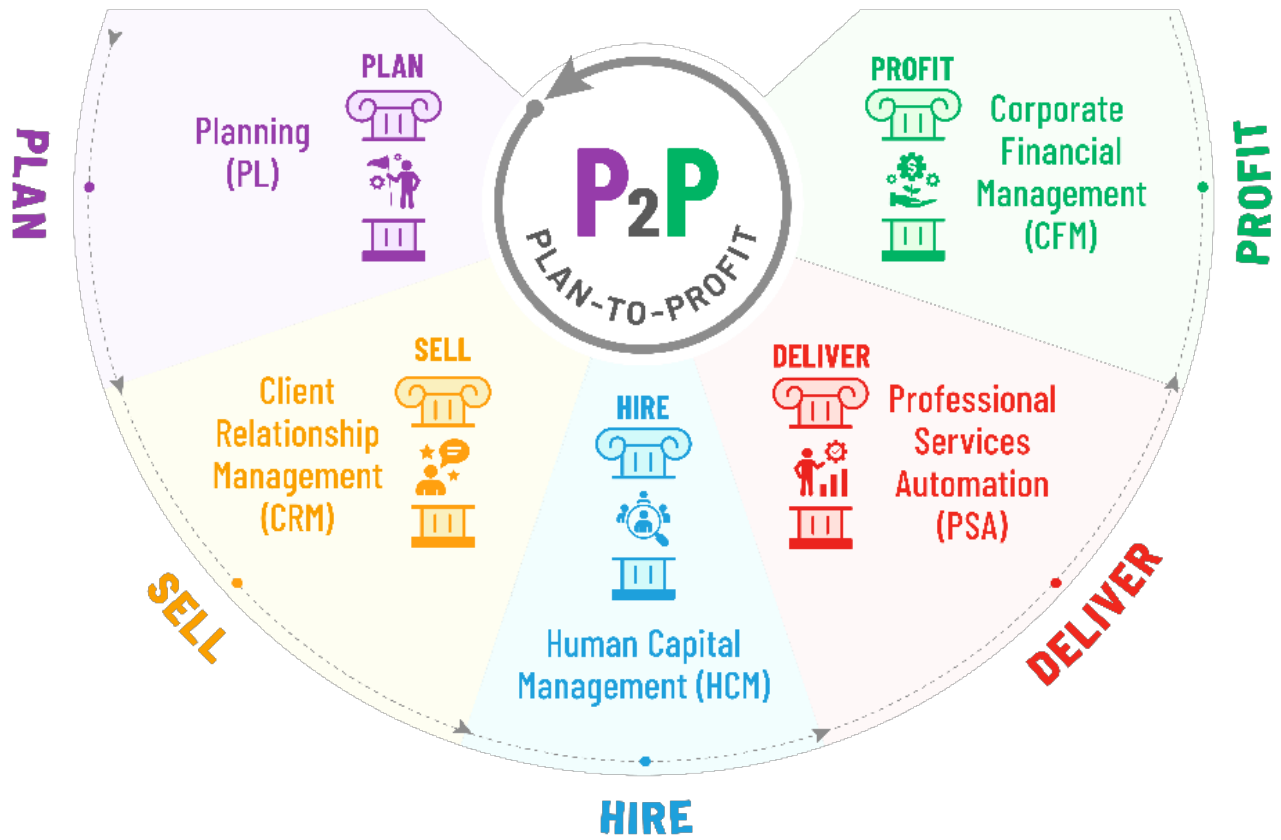 PLAN
PLAN
Planning
(PL)
P2P
PLAN-TO-PROFIT
PROFIT
Corporate
Financial
Management
(CFM)
PROFIT
SELL
Client
Relationship
Management
(CRM)
SELL
HIRE
Human Capital
Management (HCM)
HIRE
DELIVER
Professional
Services
Automation
(PSA)
DELIVER